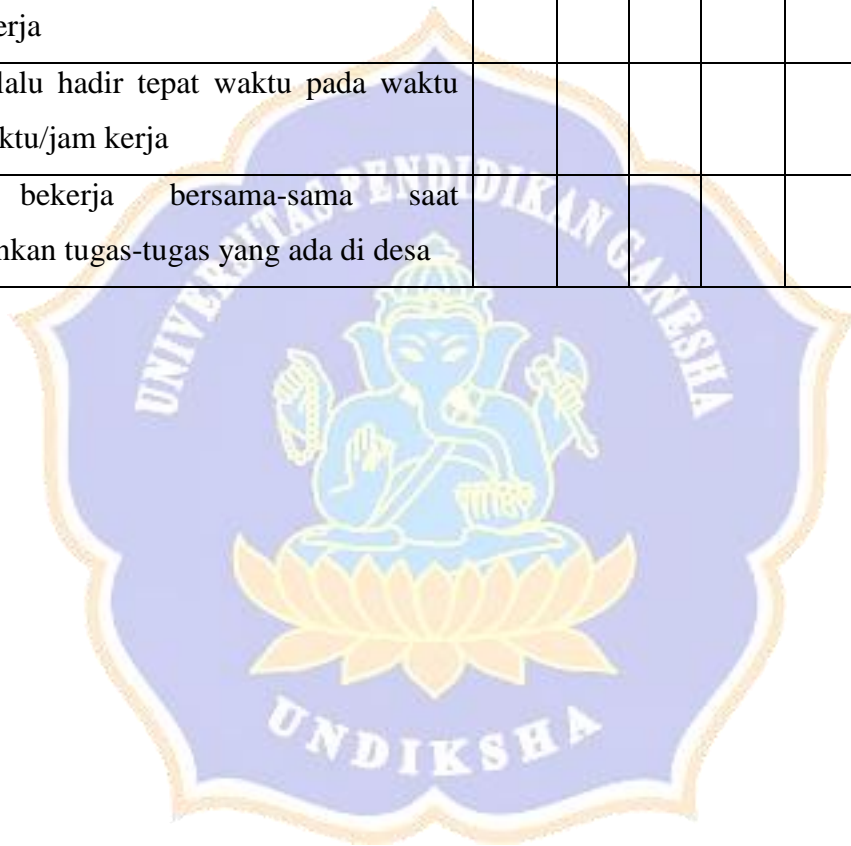 erja
lalu hadir tepat waktu pada waktu
ktu/jam kerja
bekerja bersama-sama saat
nkan tugas-tugas yang ada di desa
UNIVERSITAS PENDIDIKAN GANESHA
UNDIKSHA